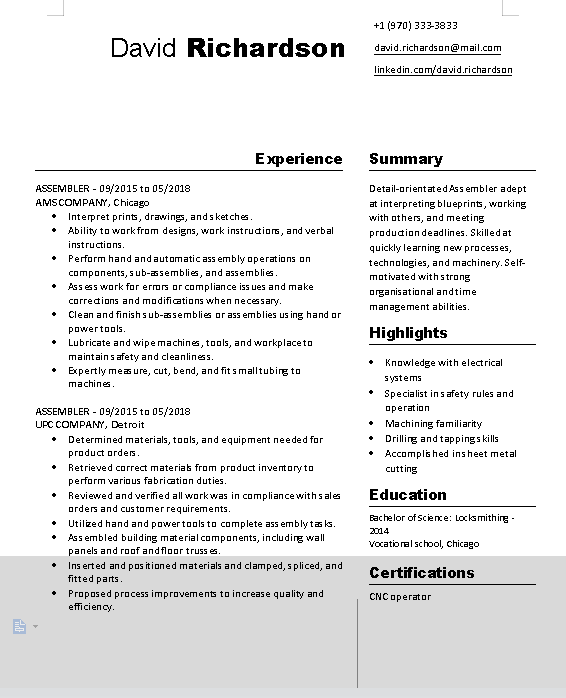 +1 (970) 333-3833
David Richardson
david.richardson@mail.com
linkedin.com/david.richardson
Experience
ASSEMBLER - 09/2015 to 05/2018
AMS COMPANY, Chicago
• Interpret prints, drawings, and sketches.
• Ability to work from designs, work instructions, and verbal
instructions.
• Perform hand and automatic assembly operations on
components, sub-assemblies, and assemblies.
• Assess work for errors or compliance issues and make
corrections and modifications when necessary.
• Clean and finish sub-assemblies or assemblies using hand or
power tools.
• Lubricate and wipe machines, tools, and workplace to
maintain safety and cleanliness.
• Expertly measure, cut, bend, and fit small tubing to
machines.
ASSEMBLER - 09/2015 to 05/2018
UPC COMPANY, Detroit
• Determined materials, tools, and equipment needed for
product orders.
• Retrieved correct materials from product inventory to
perform various fabrication duties.
• Reviewed and verified all work was in compliance with sales
orders and customer requirements.
• Utilized hand and power tools to complete assembly tasks.
• Assembled building material components, including wall
panels and roof and floor trusses.
• Inserted and positioned materials and clamped, spliced, and
fitted parts.
• Proposed process improvements to increase quality and
efficiency.
Summary
Detail-orientated Assembler adept
at interpreting blueprints, working
with others, and meeting
production deadlines. Skilled at
quickly learning new processes,
technologies, and machinery. Self-
motivated with strong
organisational and time
management abilities.
Highlights
• Knowledge with electrical
systems
• Specialist in safety rules and
operation
• Machining familiarity
• Drilling and tapping skills
• Accomplished in sheet metal
cutting
Education
Bachelor of Science: Locksmithing -
2014
Vocational school, Chicago
Certifications
CNC operator